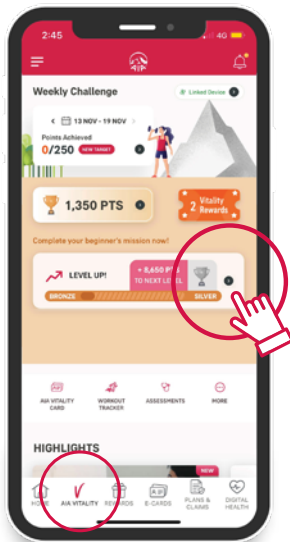 2:45
4G
AIA
Weekly Challenge
Linked Device
13 NOV - 19 NOV
Points Achieved
0/250 NEW TARGET
1,350 PTS
2 Vitality Rewards
Complete your beginner's mission now!
LEVEL UP!
+ 8,650 PTS
TO NEXT LEVEL
BRONZE
SILVER
AIA VITALITY CARD
WORKOUT TRACKER
ASSESSMENTS
MORE
HIGHLIGHTS
NEW
HOME
AIA VITALITY
REWARDS
E-CARDS
PLANS & CLAIMS
DIGITAL HEALTH